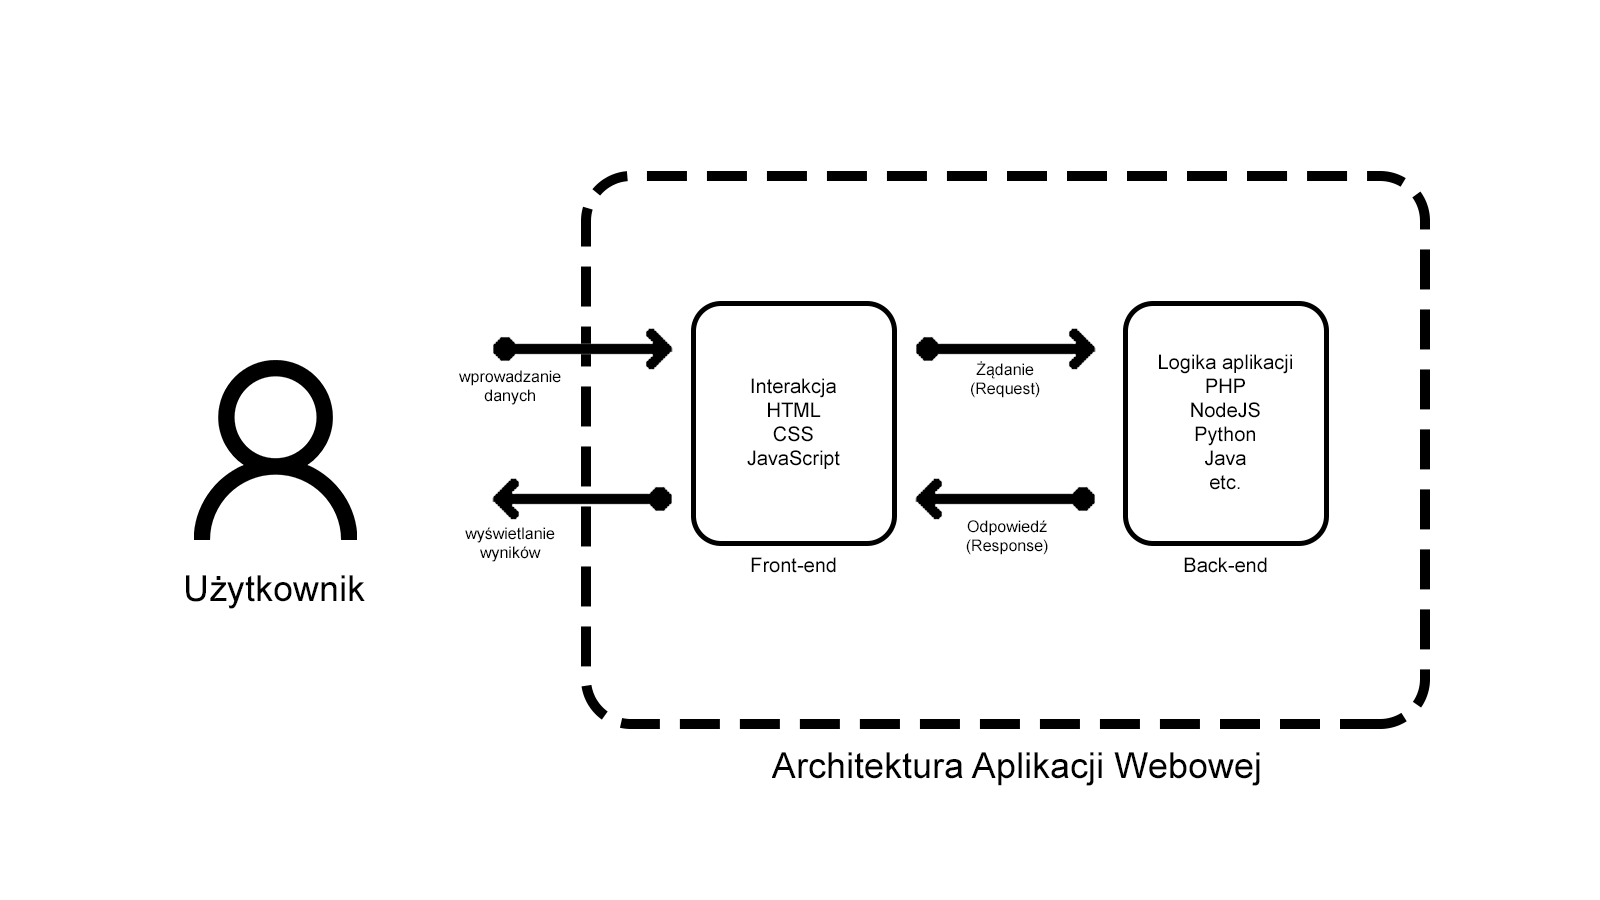 wprowadzanie
danych
wyświetlanie
wyników
Użytkownik
Interakcja
HTML
CSS
JavaScript
Front-end
Żądanie
(Request)
Odpowiedź
(Response)
Logika aplikacji
PHP
NodeJS
Python
Java
etc.
Back-end
Architektura Aplikacji Webowej